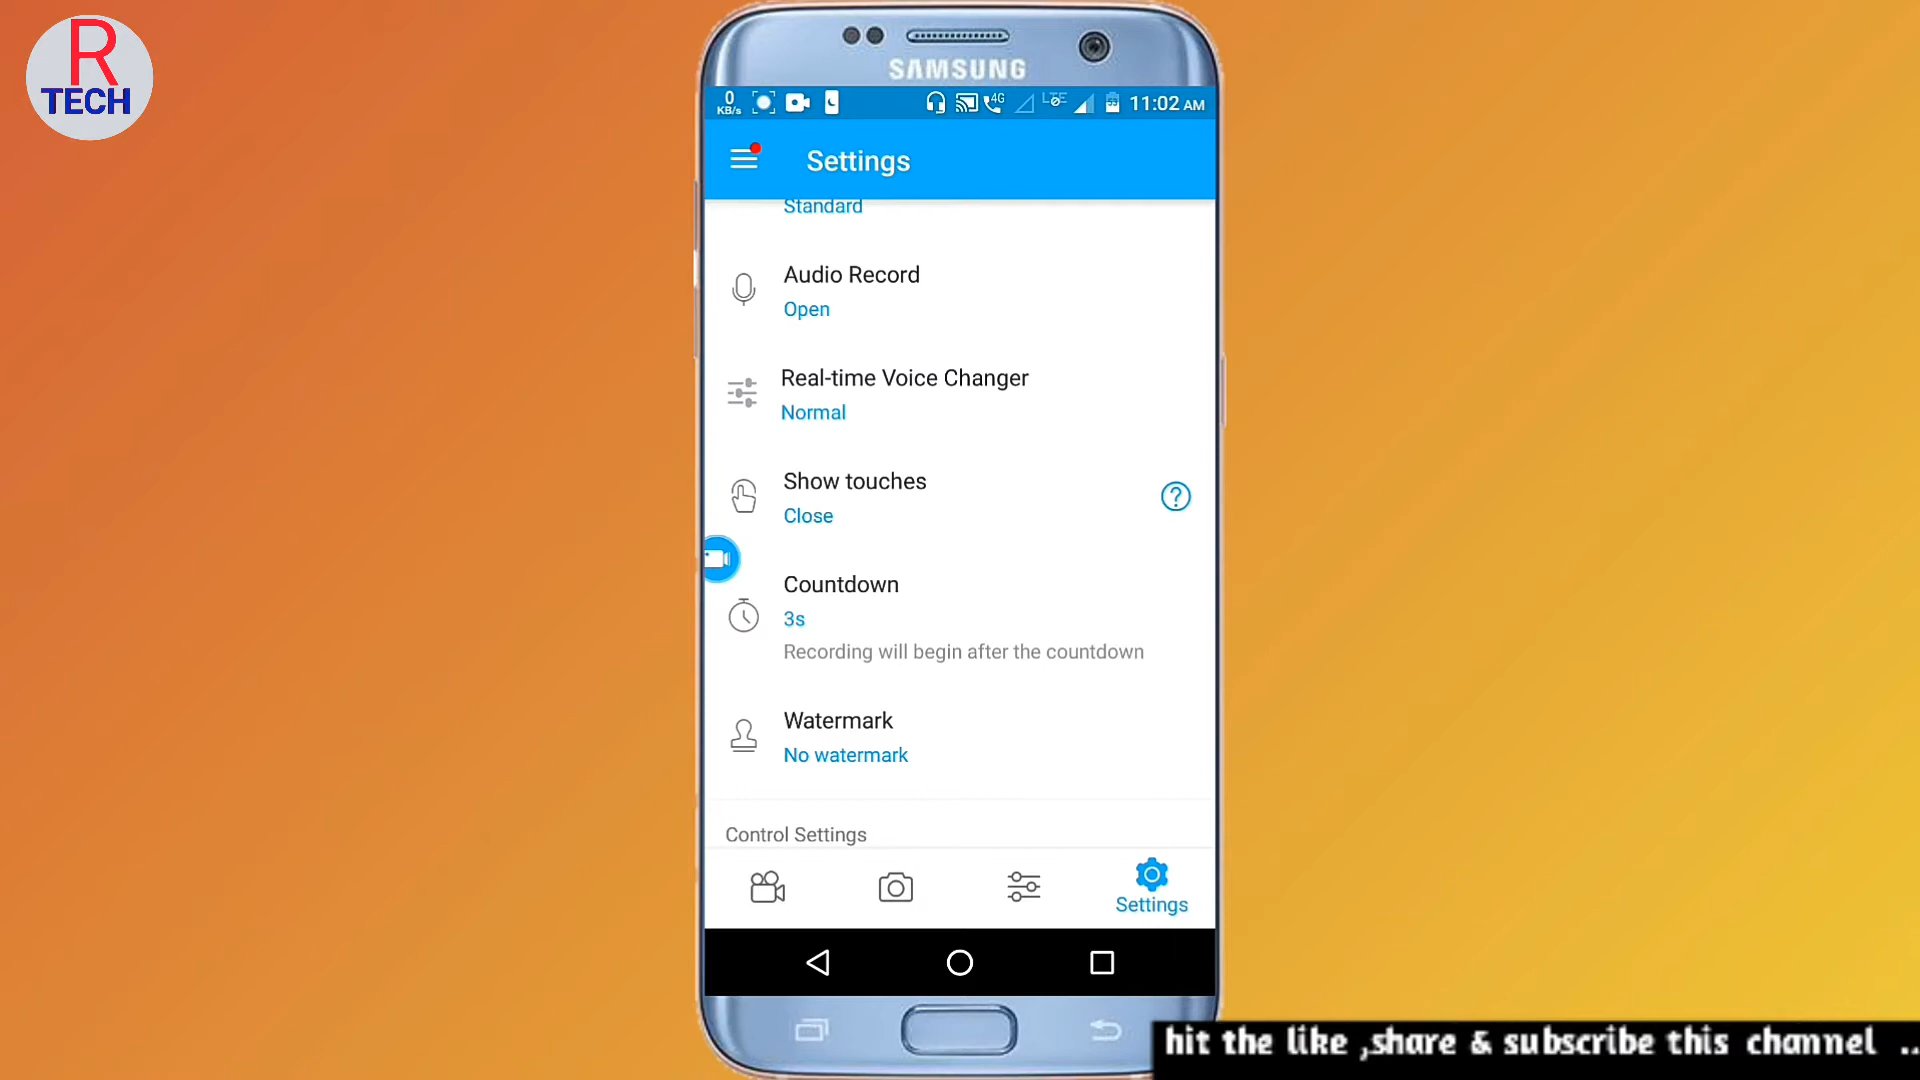 R
TECH
SAMSUNG
0
KB/s
4G
LTE
11:02 AM
Settings
Standard
Audio Record
Open
Real-time Voice Changer
Normal
Show touches
Close
?
Countdown
3s
Recording will begin after the countdown
Watermark
No watermark
Control Settings
Settings
hit the like ,share & subscribe this channel ..